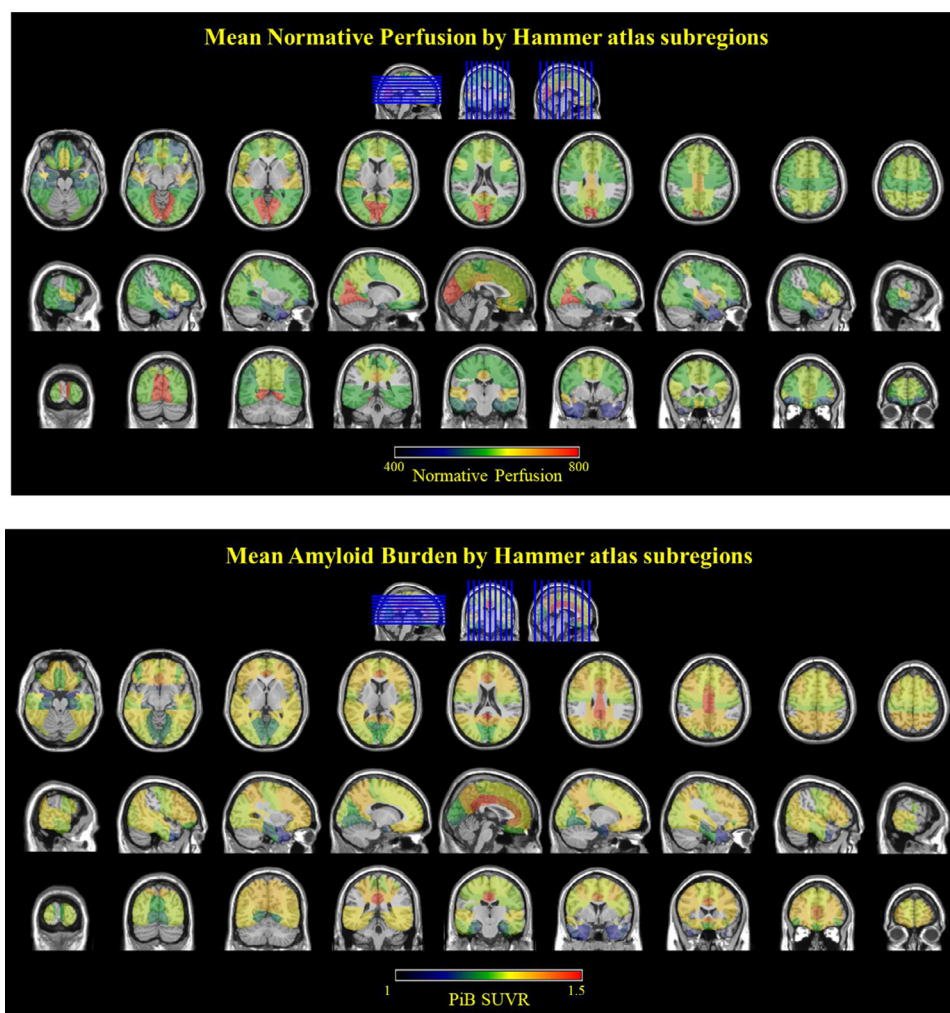 Mean Normative Perfusion by Hammer atlas subregions
400 800
Normative Perfusion
Mean Amyloid Burden by Hammer atlas subregions
1 1.5
PiB SUVR